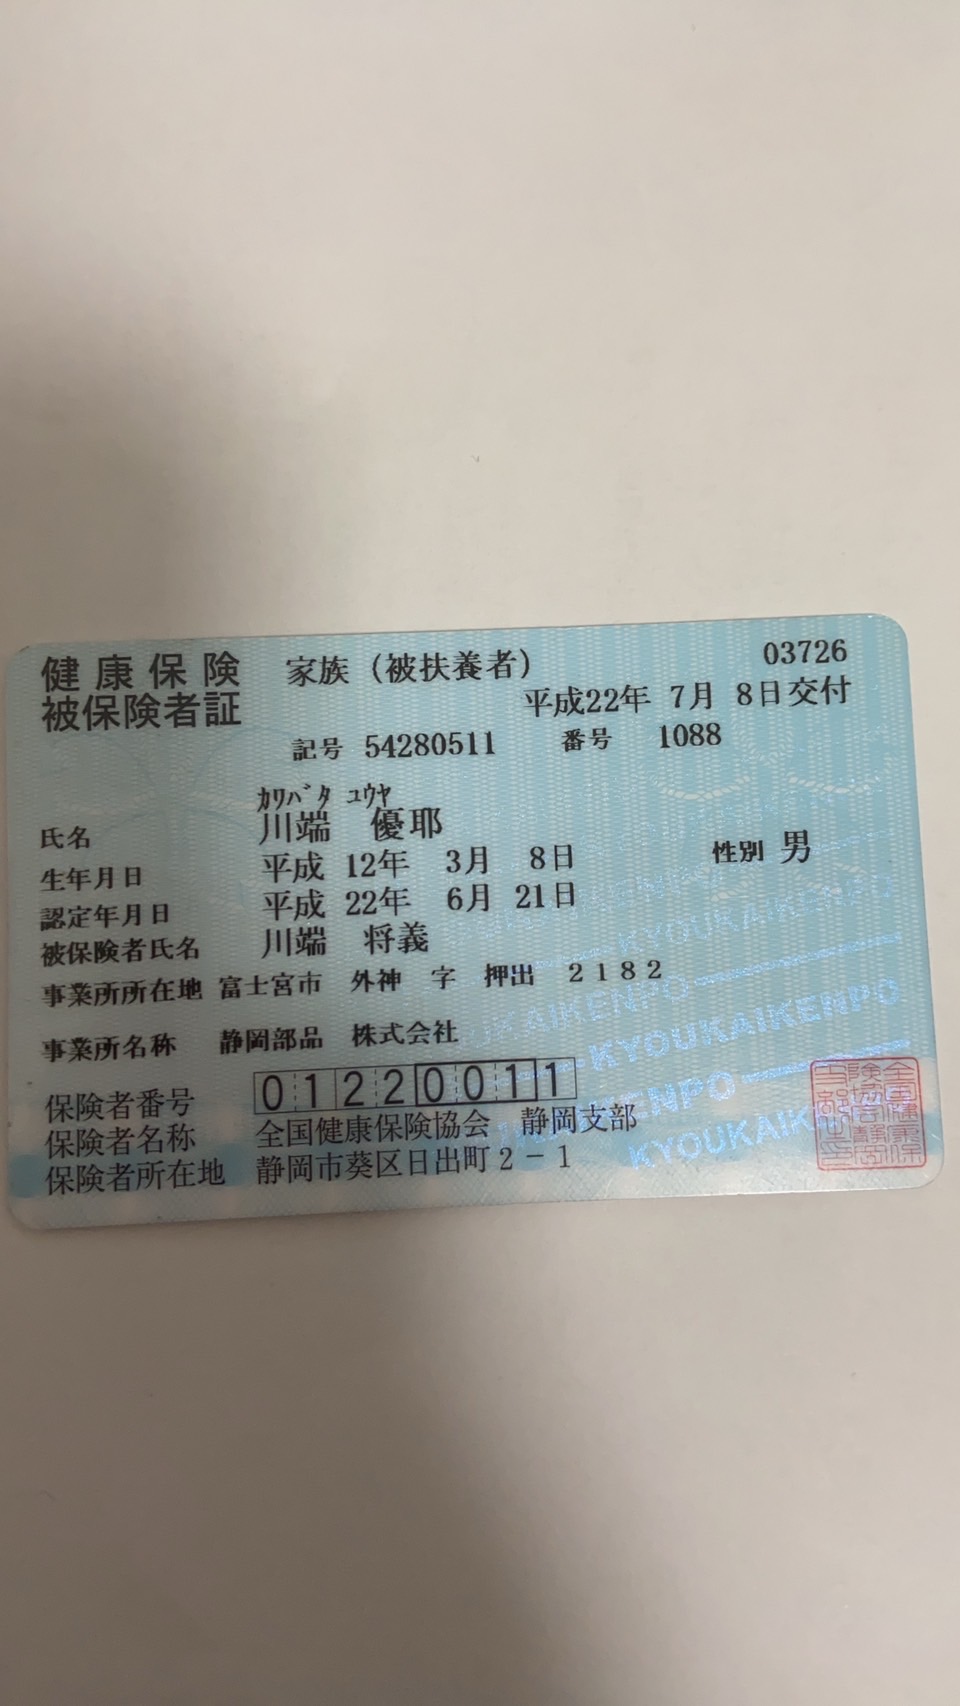 健康保険 家族（被扶養者） 03726
被保険者証 平成22年 7月 8日交付
記号 54280511 番号 1088
ｶﾜﾊﾞﾀ ﾕｳﾔ
氏名 川端 優耶
生年月日 平成 12年 3月 8日 性別 男
認定年月日 平成 22年 6月 21日
被保険者氏名 川端 将義
事業所所在地 富士宮市 外神 字 押出 2182
事業所名称 静岡部品 株式会社
保険者番号 01220011
保険者名称 全国健康保険協会 静岡支部
保険者所在地 静岡市葵区日出町2-1
KYOUKAIKENPO
KYOUKAIKENPO